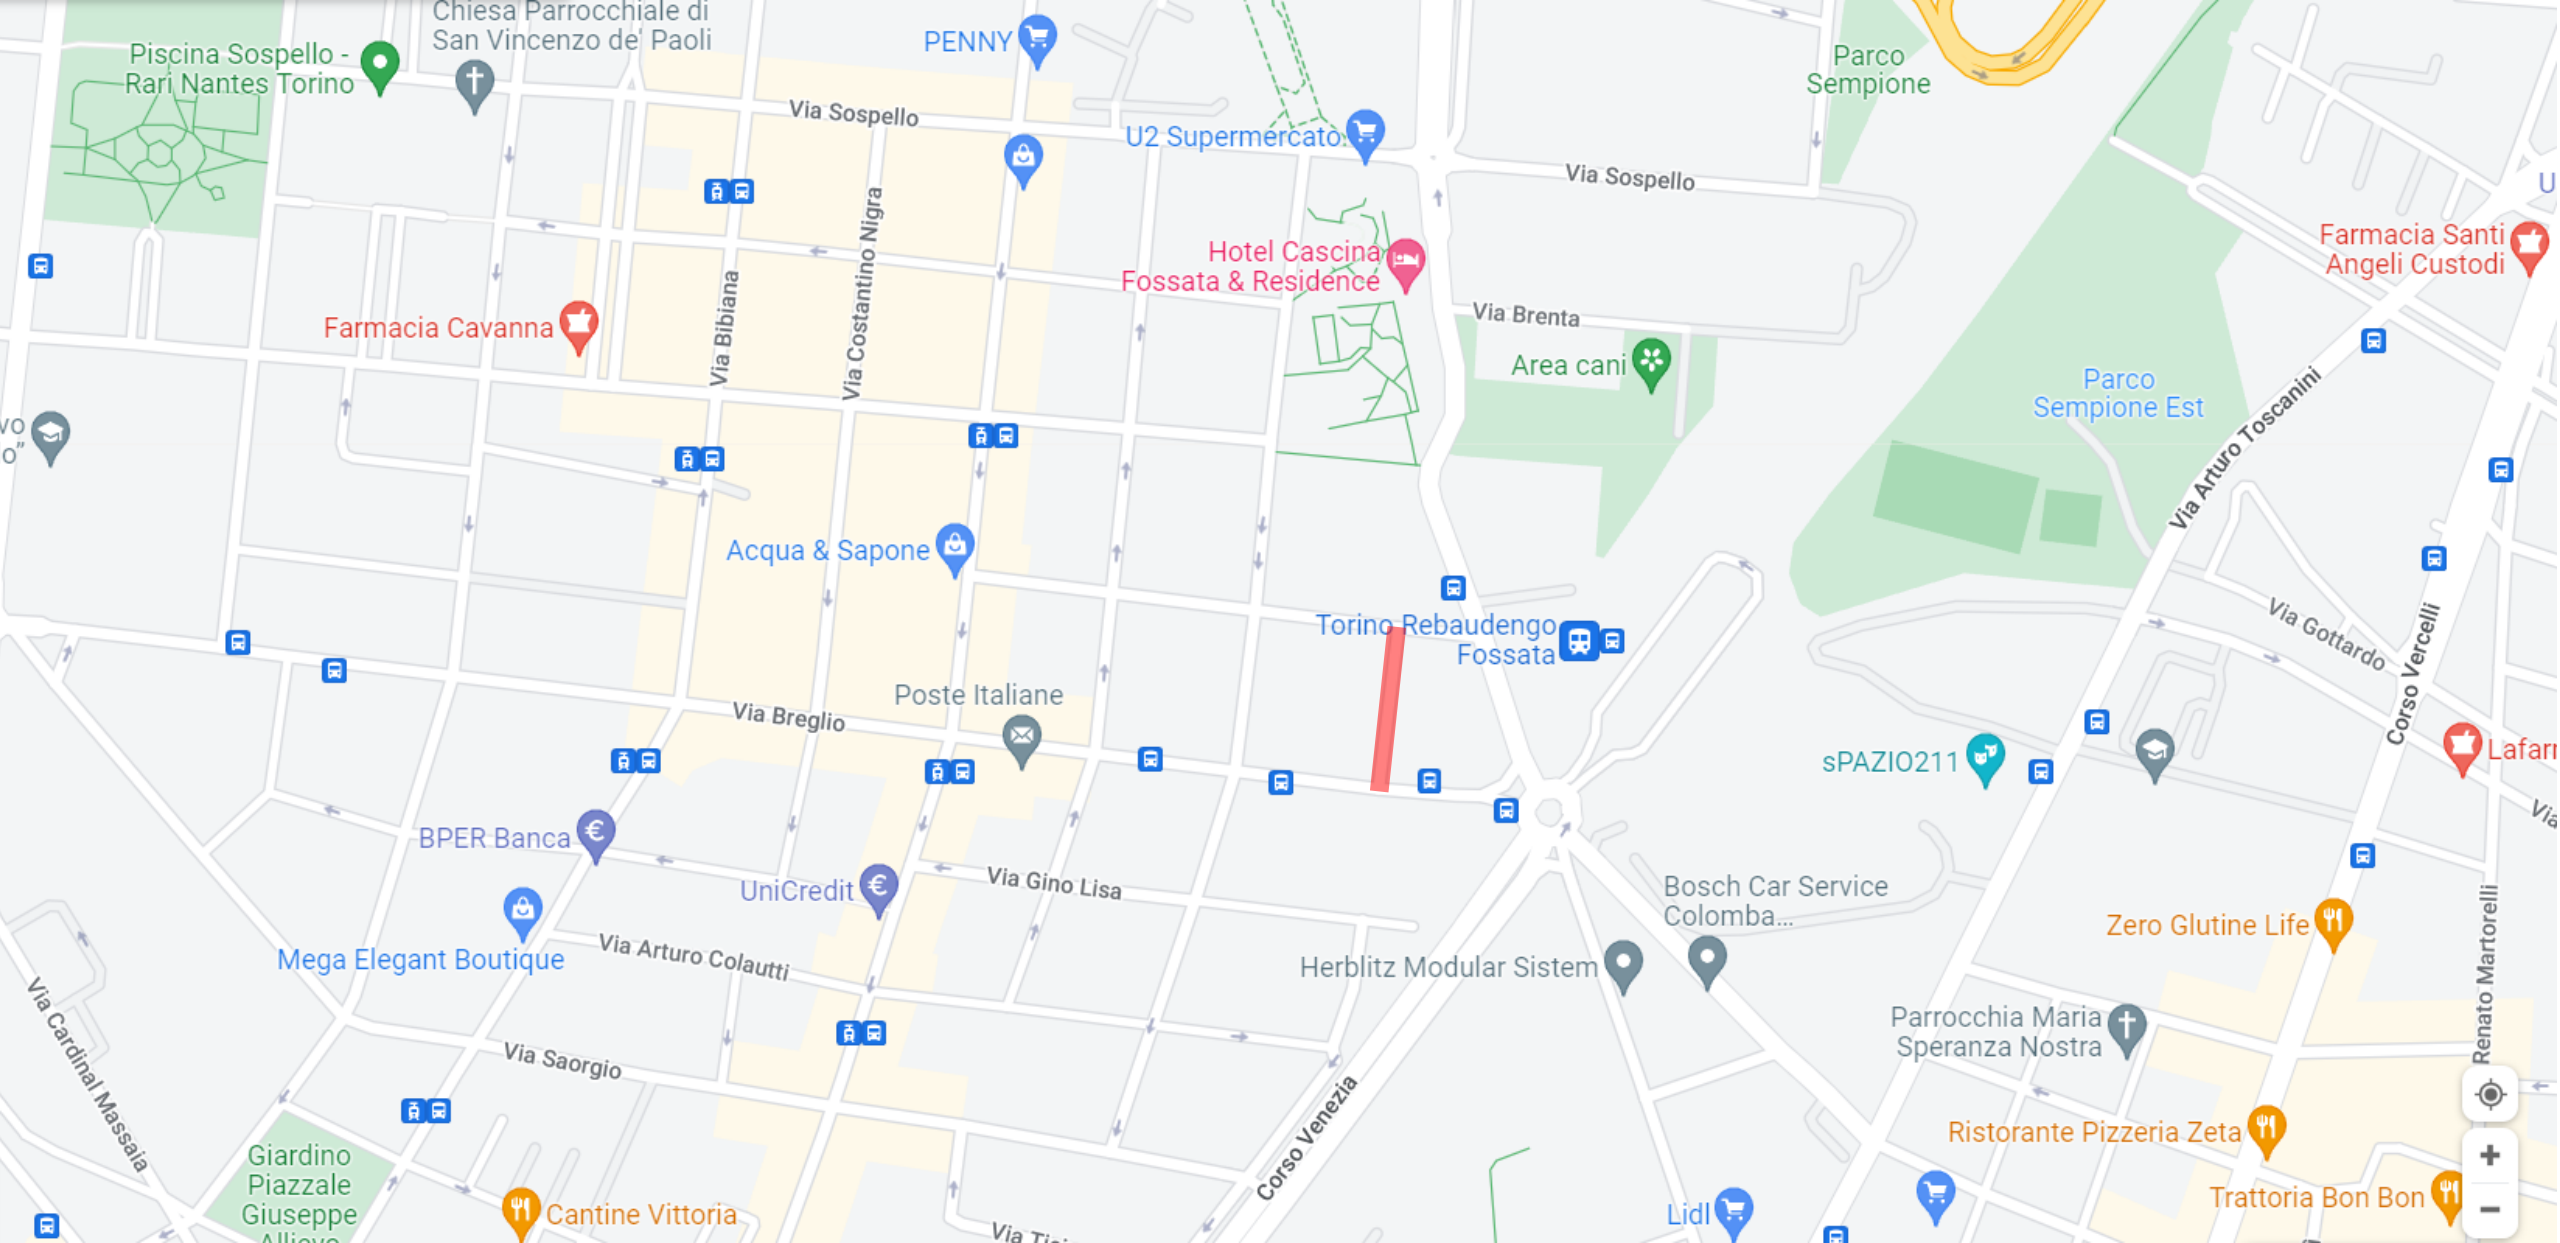 Chiesa Parrocchiale di
San Vincenzo de' Paoli
Piscina Sospello -
Rari Nantes Torino
PENNY
Via Sospello
U2 Supermercato
Parco
Sempione
Via Sospello
Farmacia Santi
Angeli Custodi
Hotel Cascina
Fossata & Residence
Via Brenta
Farmacia Cavanna
Via Bibiana
Via Costantino Nigra
Area cani
Parco
Sempione Est
Via Arturo Toscanini
Acqua & Sapone
Torino Rebaudengo
Fossata
Via Gottardo
Corso Vercelli
Poste Italiane
Via Breglio
sPAZIO211
BPER Banca
UniCredit
Via Gino Lisa
Bosch Car Service
Colomba...
Zero Glutine Life
Mega Elegant Boutique
Via Arturo Colautti
Herblitz Modular Sistem
Renato Martorelli
Via Cardinal Massaia
Via Saorgio
Parrocchia Maria
Speranza Nostra
Corso Venezia
Ristorante Pizzeria Zeta
Giardino
Piazzale
Giuseppe
Allievo
Cantine Vittoria
Lidl
Trattoria Bon Bon